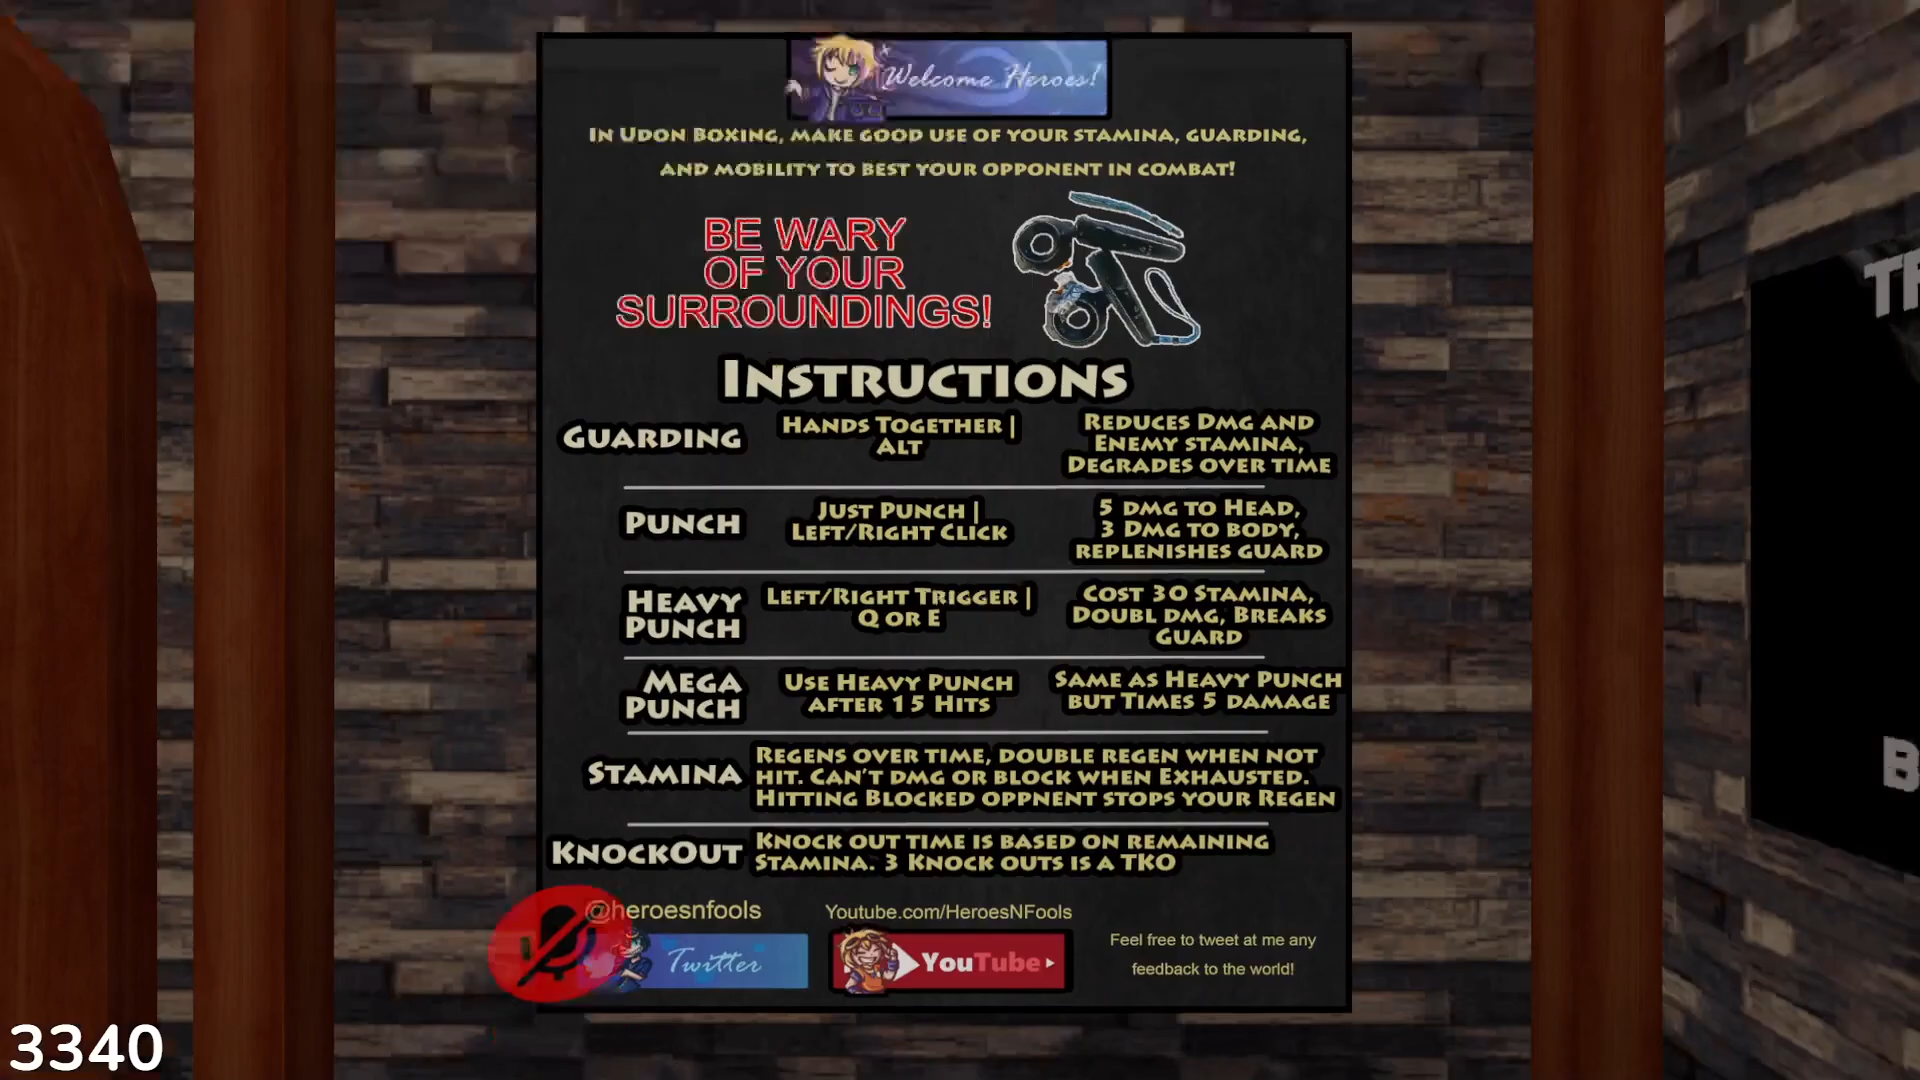 Welcome Heroes!
IN UDON BOXING, MAKE GOOD USE OF YOUR STAMINA, GUARDING,
AND MOBILITY TO BEST YOUR OPPONENT IN COMBAT!
BE WARY
OF YOUR
SURROUNDINGS!
INSTRUCTIONS
GUARDING
HANDS TOGETHER |
ALT
REDUCES DMG AND
ENEMY STAMINA,
DEGRADES OVER TIME
PUNCH
JUST PUNCH |
LEFT/RIGHT CLICK
5 DMG TO HEAD,
3 DMG TO BODY,
REPLENISHES GUARD
HEAVY
PUNCH
LEFT/RIGHT TRIGGER |
Q OR E
COST 30 STAMINA,
DOUBL DMG, BREAKS
GUARD
MEGA
PUNCH
USE HEAVY PUNCH
AFTER 15 HITS
SAME AS HEAVY PUNCH
BUT TIMES 5 DAMAGE
STAMINA
REGENS OVER TIME, DOUBLE REGEN WHEN NOT
HIT. CAN'T DMG OR BLOCK WHEN EXHAUSTED.
HITTING BLOCKED OPPNENT STOPS YOUR REGEN
KNOCKOUT
KNOCK OUT TIME IS BASED ON REMAINING
STAMINA. 3 KNOCK OUTS IS A TKO
@heroesnfools
Twitter
Youtube.com/HeroesNFools
YouTube
Feel free to tweet at me any
feedback to the world!
3340